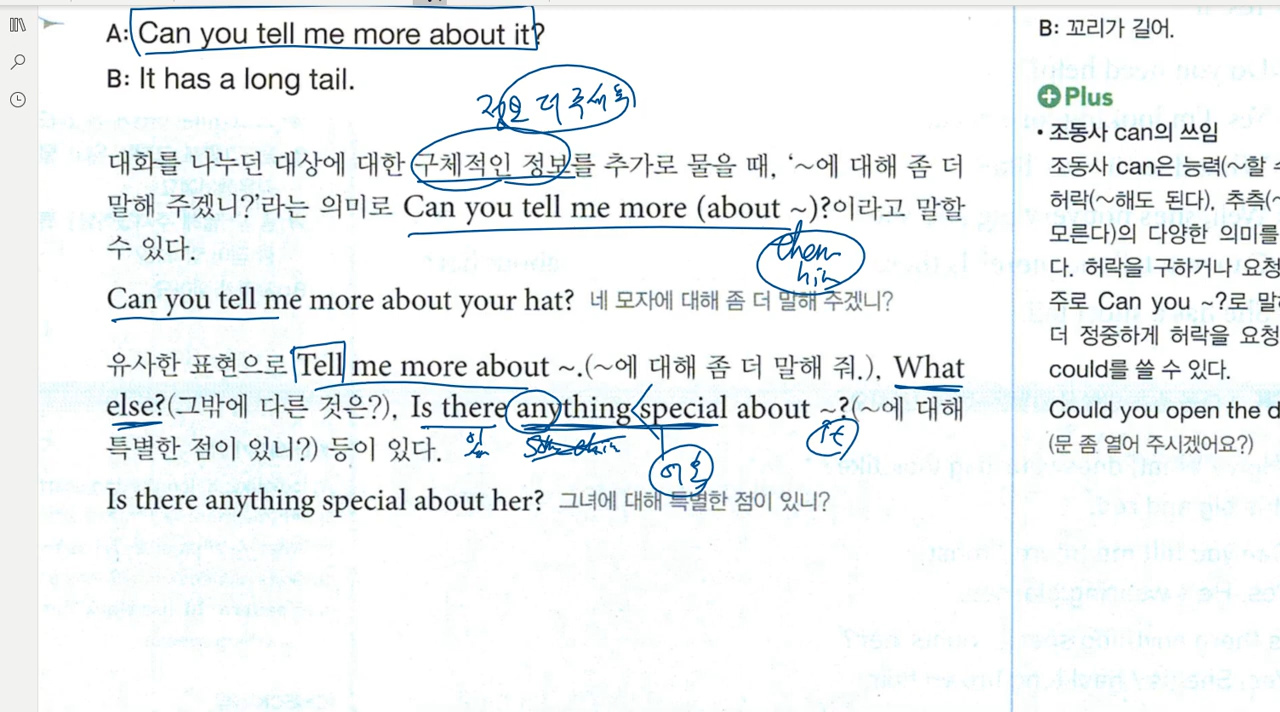 A: Can you tell me more about it?
B: It has a long tail.
대화를 나누던 대상에 대한 구체적인 정보를 추가로 물을 때, ‘~에 대해 좀 더
말해 주겠니?’라는 의미로 Can you tell me more (about ~)?이라고 말할
them
him
수 있다.
Can you tell me more about your hat? 네 모자에 대해 좀 더 말해 주겠니?
유사한 표현으로 Tell me more about ~.(~에 대해 좀 더 말해 줘.), What
else?(그밖에 다른 것은?), Is there anything special about ~?(~에 대해
it
특별한 점이 있니?) 등이 있다.
Is there anything special about her? 그녀에 대해 특별한 점이 있니?
B: 꼬리가 길어.
Plus
• 조동사 can의 쓰임
조동사 can은 능력(~할 수
허락(~해도 된다), 추측(~
모른다)의 다양한 의미를
다. 허락을 구하거나 요청
주로 Can you ~?로 말
더 정중하게 허락을 요청
could를 쓸 수 있다.
Could you open the d
(문 좀 열어 주시겠어요?)